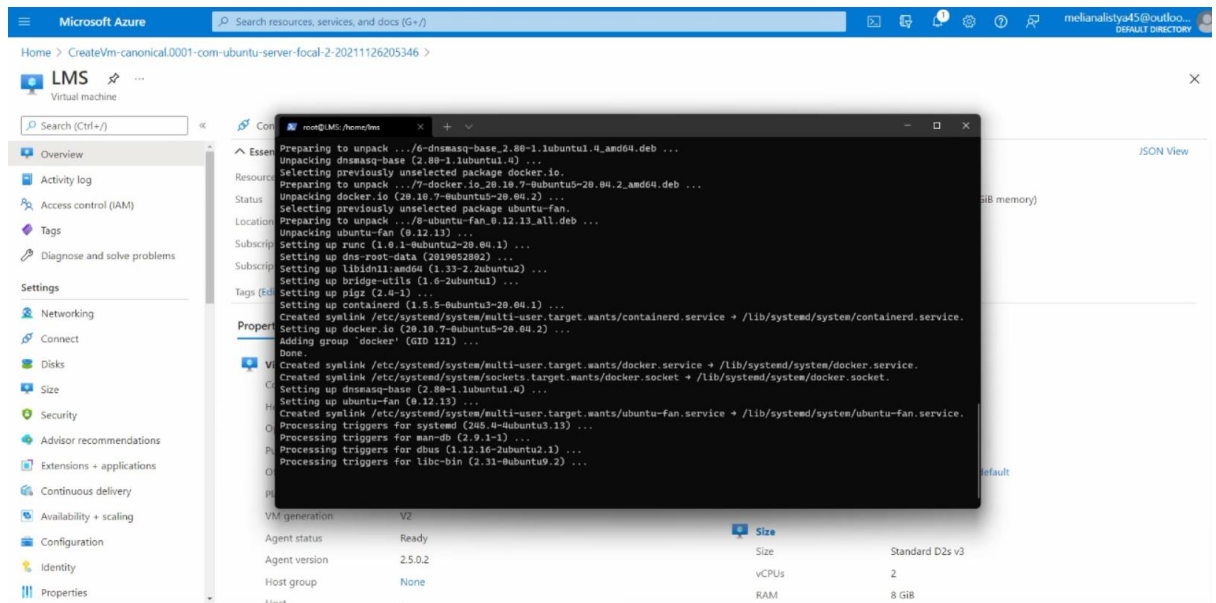 Microsoft Azure
Search resources, services, and docs (G+/)
1
melianalistya45@outloo...
DEFAULT DIRECTORY
Home > CreateVm-canonical.0001-com-ubuntu-server-focal-2-20211126205346 >
LMS
Virtual machine
Search (Ctrl+/)
Overview
Activity log
Access control (IAM)
Tags
Diagnose and solve problems
Settings
Networking
Connect
Disks
Size
Security
Advisor recommendations
Extensions + applications
Continuous delivery
Availability + scaling
Configuration
Identity
Properties
Con
Essen
JSON View
Resource
Status
GiB memory)
Location
Subscrip
Subscrip
Tags (Edi
Propert
root@LMS: /home/lms
Preparing to unpack .../6-dnsmasq-base_2.80-1.1ubuntu1.4_amd64.deb ...
Unpacking dnsmasq-base (2.80-1.1ubuntu1.4) ...
Selecting previously unselected package docker.io.
Preparing to unpack .../7-docker.io_20.10.7-0ubuntu5~20.04.2_amd64.deb ...
Unpacking docker.io (20.10.7-0ubuntu5~20.04.2) ...
Selecting previously unselected package ubuntu-fan.
Preparing to unpack .../8-ubuntu-fan_0.12.13_all.deb ...
Unpacking ubuntu-fan (0.12.13) ...
Setting up runc (1.0.1-0ubuntu2~20.04.1) ...
Setting up dns-root-data (2019052802) ...
Setting up libidn11:amd64 (1.33-2.2ubuntu2) ...
Setting up bridge-utils (1.6-2ubuntu1) ...
Setting up pigz (2.4-1) ...
Setting up containerd (1.5.5-0ubuntu3~20.04.1) ...
Created symlink /etc/systemd/system/multi-user.target.wants/containerd.service → /lib/systemd/system/containerd.service.
Setting up docker.io (20.10.7-0ubuntu5~20.04.2) ...
Adding group `docker' (GID 121) ...
Done.
Created symlink /etc/systemd/system/multi-user.target.wants/docker.service → /lib/systemd/system/docker.service.
Created symlink /etc/systemd/system/sockets.target.wants/docker.socket → /lib/systemd/system/docker.socket.
Setting up dnsmasq-base (2.80-1.1ubuntu1.4) ...
Setting up ubuntu-fan (0.12.13) ...
Created symlink /etc/systemd/system/multi-user.target.wants/ubuntu-fan.service → /lib/systemd/system/ubuntu-fan.service.
Processing triggers for systemd (245.4-4ubuntu3.13) ...
Processing triggers for man-db (2.9.1-1) ...
Processing triggers for dbus (1.12.16-2ubuntu2.1) ...
Processing triggers for libc-bin (2.31-0ubuntu9.2) ...
default
VM generation V2
Agent status Ready
Agent version 2.5.0.2
Host group None
Size
Size Standard D2s v3
vCPUs 2
RAM 8 GiB